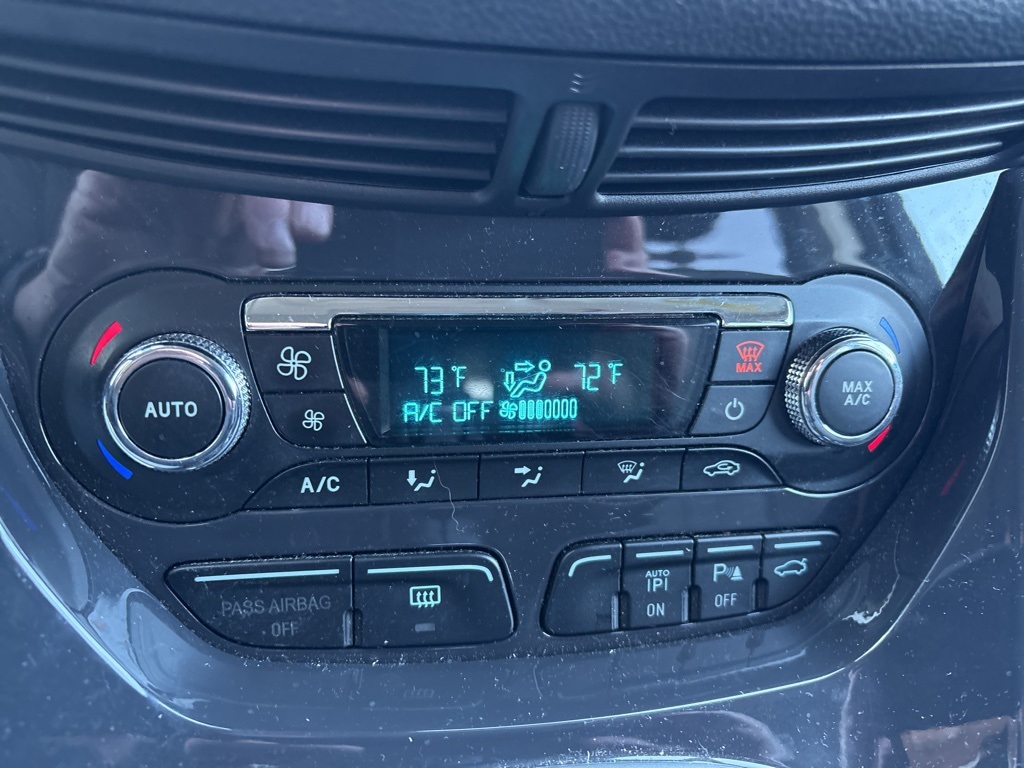 73°F 72°F
A/C OFF
MAX
AUTO
MAX
A/C
A/C
PASS AIRBAG
OFF
AUTO
P
ON
P
OFF